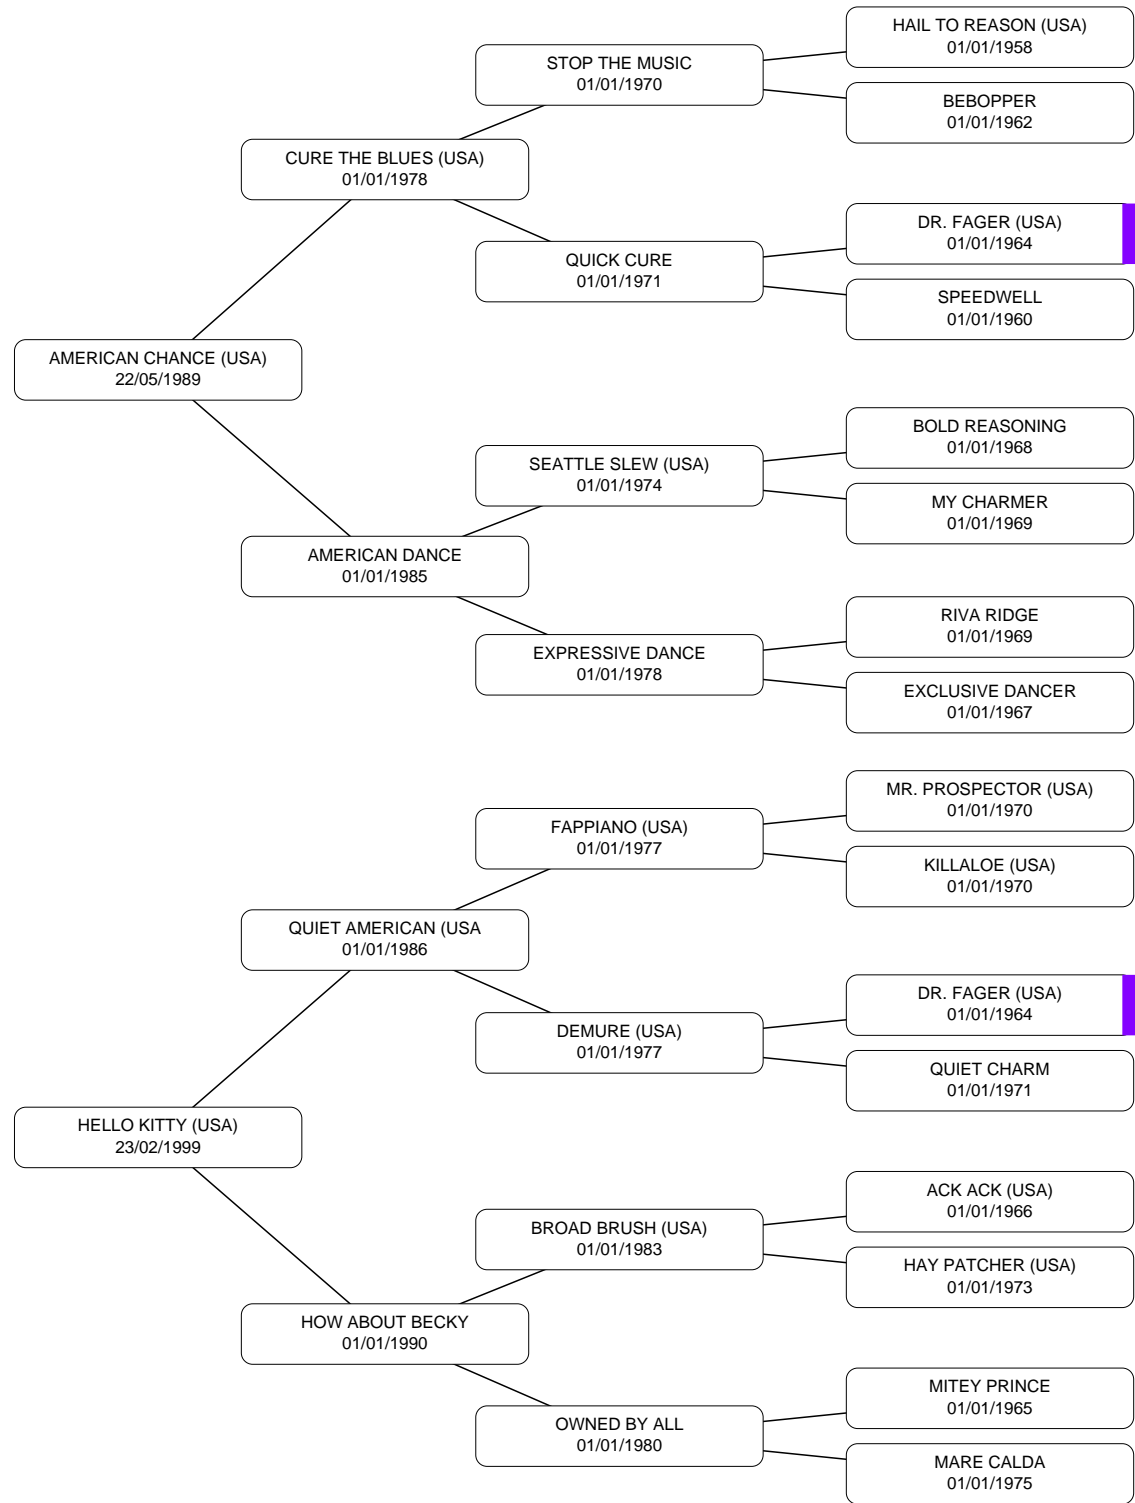 HAIL TO REASON (USA)
01/01/1958
STOP THE MUSIC
01/01/1970
BEBOPPER
01/01/1962
CURE THE BLUES (USA)
01/01/1978
DR. FAGER (USA)
01/01/1964
QUICK CURE
01/01/1971
SPEEDWELL
01/01/1960
AMERICAN CHANCE (USA)
22/05/1989
BOLD REASONING
01/01/1968
SEATTLE SLEW (USA)
01/01/1974
MY CHARMER
01/01/1969
AMERICAN DANCE
01/01/1985
RIVA RIDGE
01/01/1969
EXPRESSIVE DANCE
01/01/1978
EXCLUSIVE DANCER
01/01/1967
MR. PROSPECTOR (USA)
01/01/1970
FAPPIANO (USA)
01/01/1977
KILLALOE (USA)
01/01/1970
QUIET AMERICAN (USA
01/01/1986
DR. FAGER (USA)
01/01/1964
DEMURE (USA)
01/01/1977
QUIET CHARM
01/01/1971
HELLO KITTY (USA)
23/02/1999
ACK ACK (USA)
01/01/1966
BROAD BRUSH (USA)
01/01/1983
HAY PATCHER (USA)
01/01/1973
HOW ABOUT BECKY
01/01/1990
MITEY PRINCE
01/01/1965
OWNED BY ALL
01/01/1980
MARE CALDA
01/01/1975